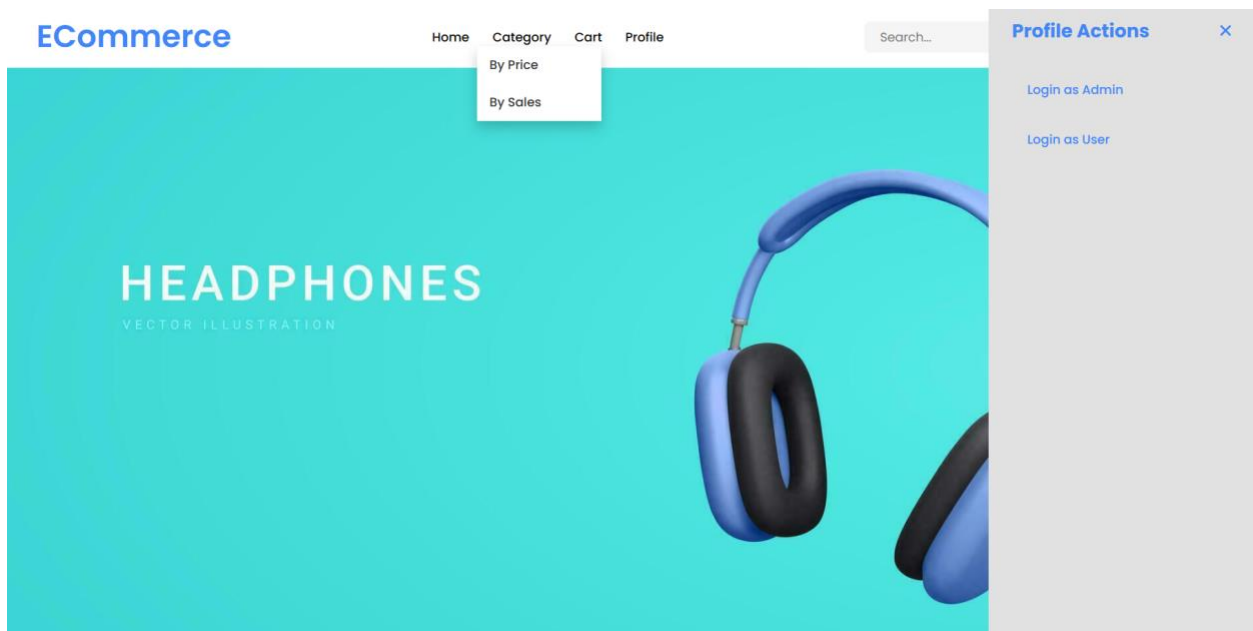 ECommerce
Home Category Cart Profile
Search...
By Price
By Sales
HEADPHONES
VECTOR ILLUSTRATION
Profile Actions ✕
Login as Admin
Login as User